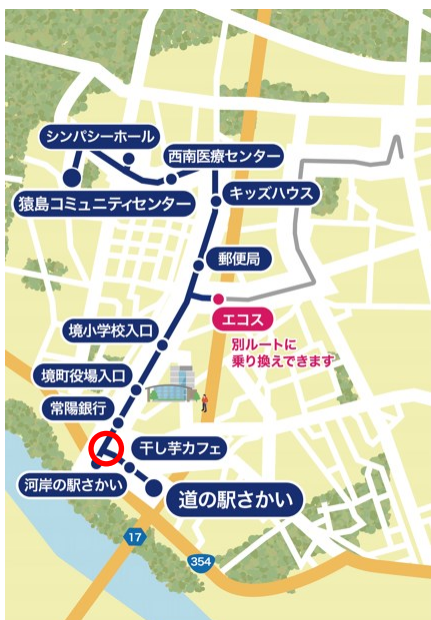 シンパシーホール
西南医療センター
猿島コミュニティセンター
キッズハウス
郵便局
エコス
別ルートに
乗り換えできます
境小学校入口
境町役場入口
常陽銀行
干し芋カフェ
河岸の駅さかい
道の駅さかい
17
354